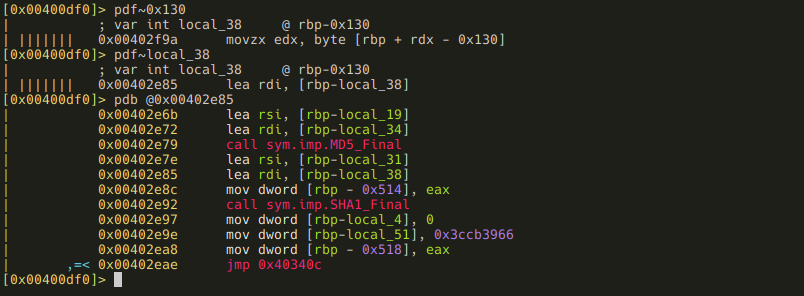 [0x00400df0]> pdf~0x130
|           ; var int local_38     @ rbp-0x130
| |||||||   0x00402f9a      movzx edx, byte [rbp + rdx - 0x130]
[0x00400df0]> pdf~local_38
|           ; var int local_38     @ rbp-0x130
| |||||||   0x00402e85      lea rdi, [rbp-local_38]
[0x00400df0]> pdb @0x00402e85
|           0x00402e6b      lea rsi, [rbp-local_19]
|           0x00402e72      lea rdi, [rbp-local_34]
|           0x00402e79      call sym.imp.MD5_Final
|           0x00402e7e      lea rsi, [rbp-local_31]
|           0x00402e85      lea rdi, [rbp-local_38]
|           0x00402e8c      mov dword [rbp - 0x514], eax
|           0x00402e92      call sym.imp.SHA1_Final
|           0x00402e97      mov dword [rbp-local_4], 0
|           0x00402e9e      mov dword [rbp-local_51], 0x3ccb3966
|           0x00402ea8      mov dword [rbp - 0x518], eax
|       ,=< 0x00402eae      jmp 0x40340c
[0x00400df0]>